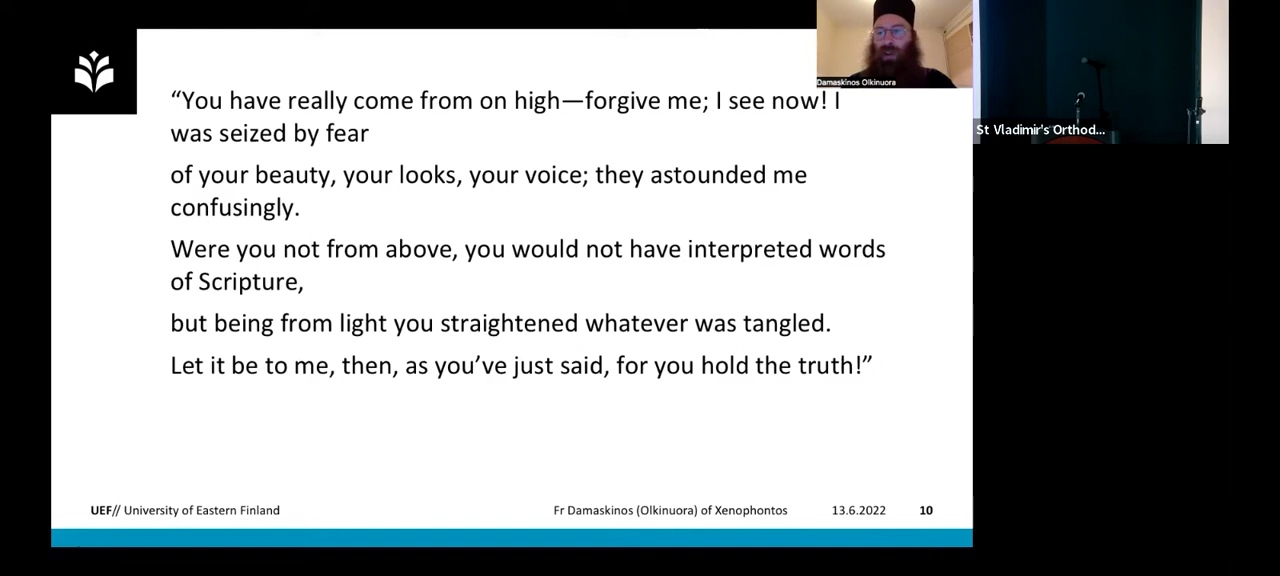 Damaskinos Olkinuora
St Vladimir's Orthod...
“You have really come from on high—forgive me; I see now! I
was seized by fear
of your beauty, your looks, your voice; they astounded me
confusingly.
Were you not from above, you would not have interpreted words
of Scripture,
but being from light you straightened whatever was tangled.
Let it be to me, then, as you’ve just said, for you hold the truth!”
UEF// University of Eastern Finland
Fr Damaskinos (Olkinuora) of Xenophontos
13.6.2022
10